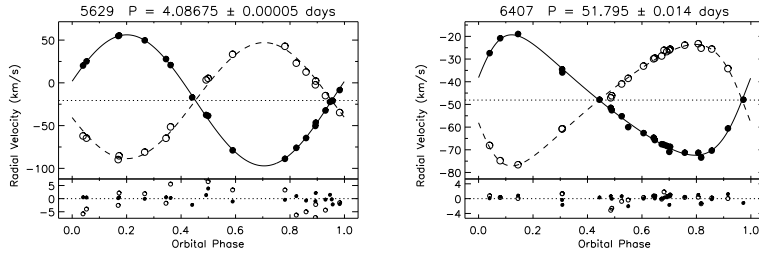 5629 P = 4.08675 ± 0.00005 days
50
0
−50
−100
Radial Velocity (km/s)
5
0
−5
0.0 0.2 0.4 0.6 0.8 1.0
Orbital Phase
6407 P = 51.795 ± 0.014 days
−20
−30
−40
−50
−60
−70
−80
Radial Velocity (km/s)
4
0
−4
0.0 0.2 0.4 0.6 0.8 1.0
Orbital Phase